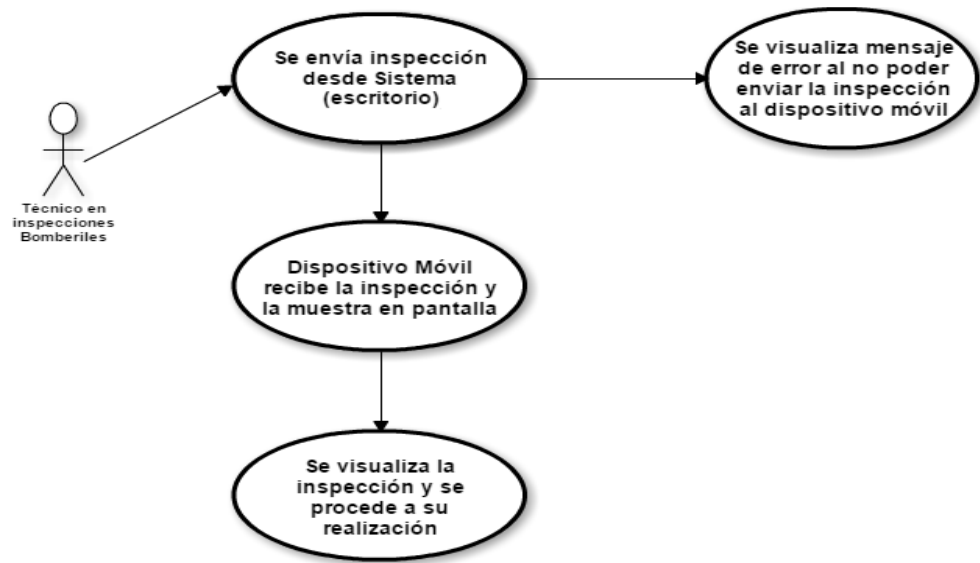 Se envía inspección
desde Sistema
(escritorio)
Se visualiza mensaje
de error al no poder
enviar la inspección
al dispositivo móvil
Técnico en
inspecciones
Bomberiles
Dispositivo Móvil
recibe la inspección y
la muestra en pantalla
Se visualiza la
inspección y se
procede a su
realización